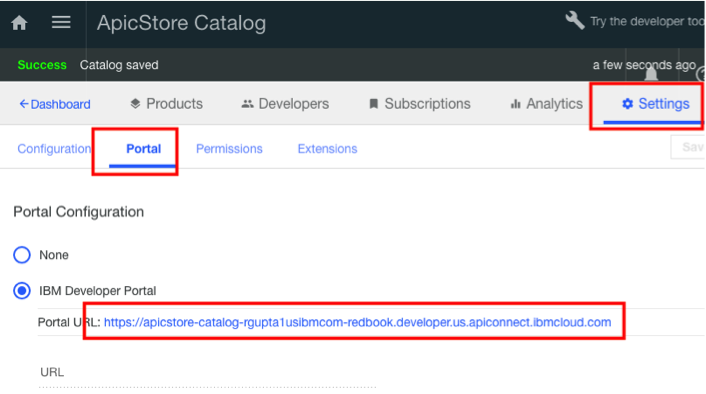 ApicStore Catalog
Try the developer too
Success Catalog saved
a few seconds ago
Dashboard Products Developers Subscriptions Analytics Settings
Configuration Portal Permissions Extensions
Sav
Portal Configuration
None
IBM Developer Portal
Portal URL: https://apicstore-catalog-rgupta1usibmcom-redbook.developer.us.apiconnect.ibmcloud.com
URL